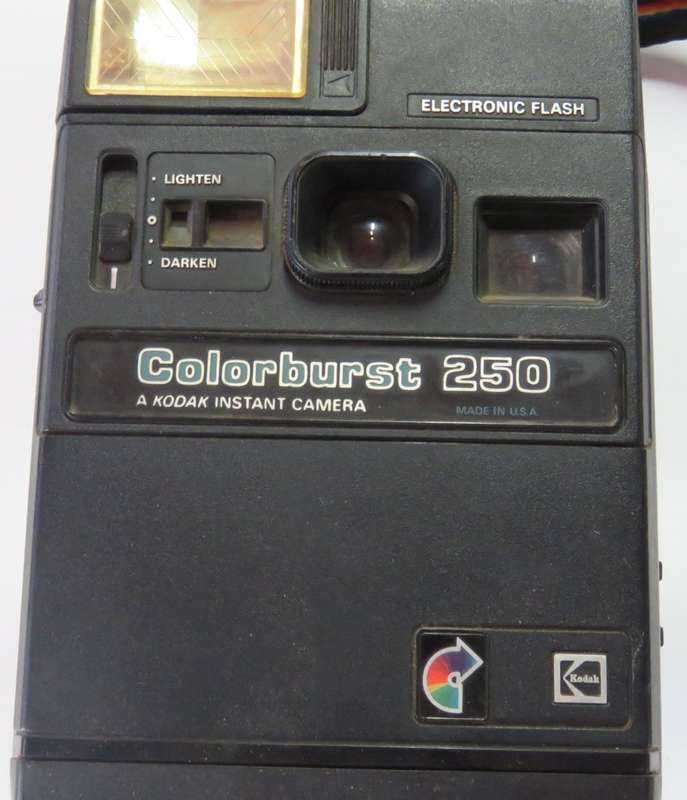 ELECTRONIC FLASH
LIGHTEN
DARKEN
Colorburst 250
A KODAK INSTANT CAMERA
MADE IN U.S.A.
Kodak